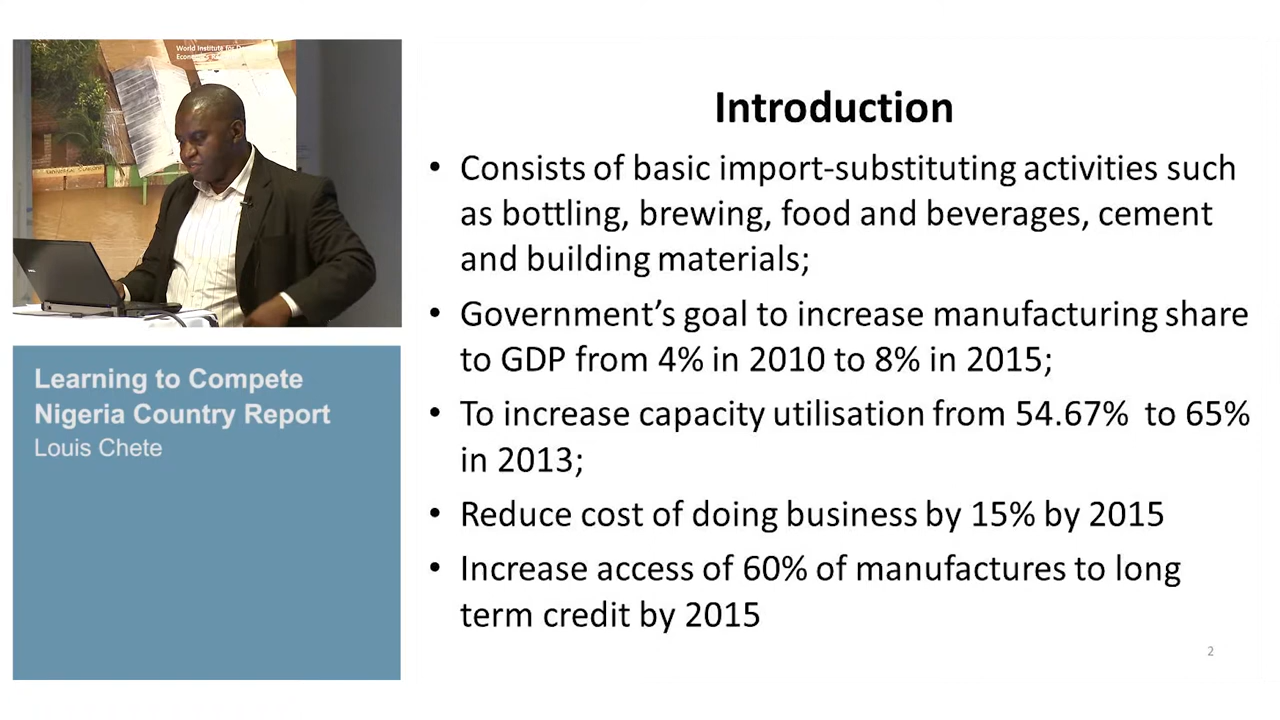 World Institute for
Economics
Introduction
• Consists of basic import-substituting activities such
as bottling, brewing, food and beverages, cement
and building materials;
• Government’s goal to increase manufacturing share
to GDP from 4% in 2010 to 8% in 2015;
• To increase capacity utilisation from 54.67% to 65%
in 2013;
• Reduce cost of doing business by 15% by 2015
• Increase access of 60% of manufactures to long
term credit by 2015
2
Learning to Compete
Nigeria Country Report
Louis Chete